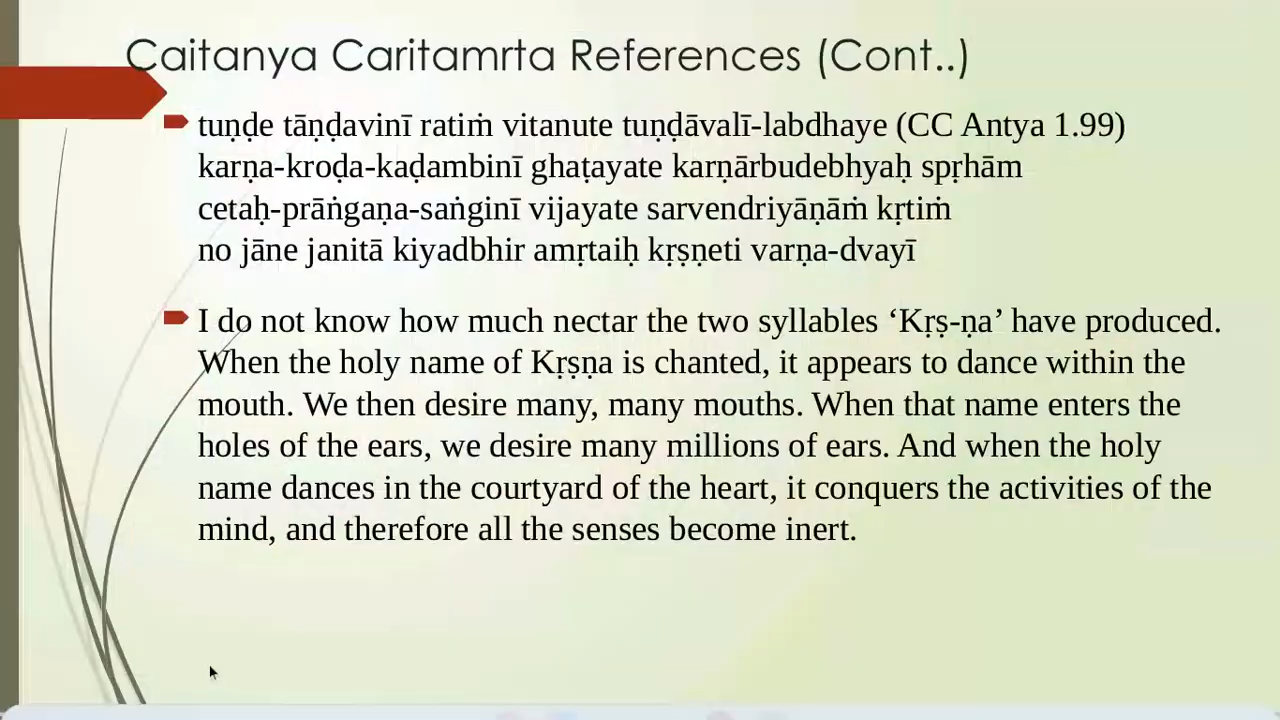 Caitanya Caritamrta References (Cont..)
tuṇḍe tāṇḍavinī ratiṁ vitanute tuṇḍāvalī-labdhaye (CC Antya 1.99)
karṇa-kroḍa-kaḍambinī ghaṭayate karṇārbudebhyaḥ spṛhām
cetaḥ-prāṅgaṇa-saṅginī vijayate sarvendriyāṇāṁ kṛtiṁ
no jāne janitā kiyadbhir amṛtaiḥ kṛṣṇeti varṇa-dvayī
I do not know how much nectar the two syllables ‘Kṛṣ-ṇa’ have produced.
When the holy name of Kṛṣṇa is chanted, it appears to dance within the
mouth. We then desire many, many mouths. When that name enters the
holes of the ears, we desire many millions of ears. And when the holy
name dances in the courtyard of the heart, it conquers the activities of the
mind, and therefore all the senses become inert.